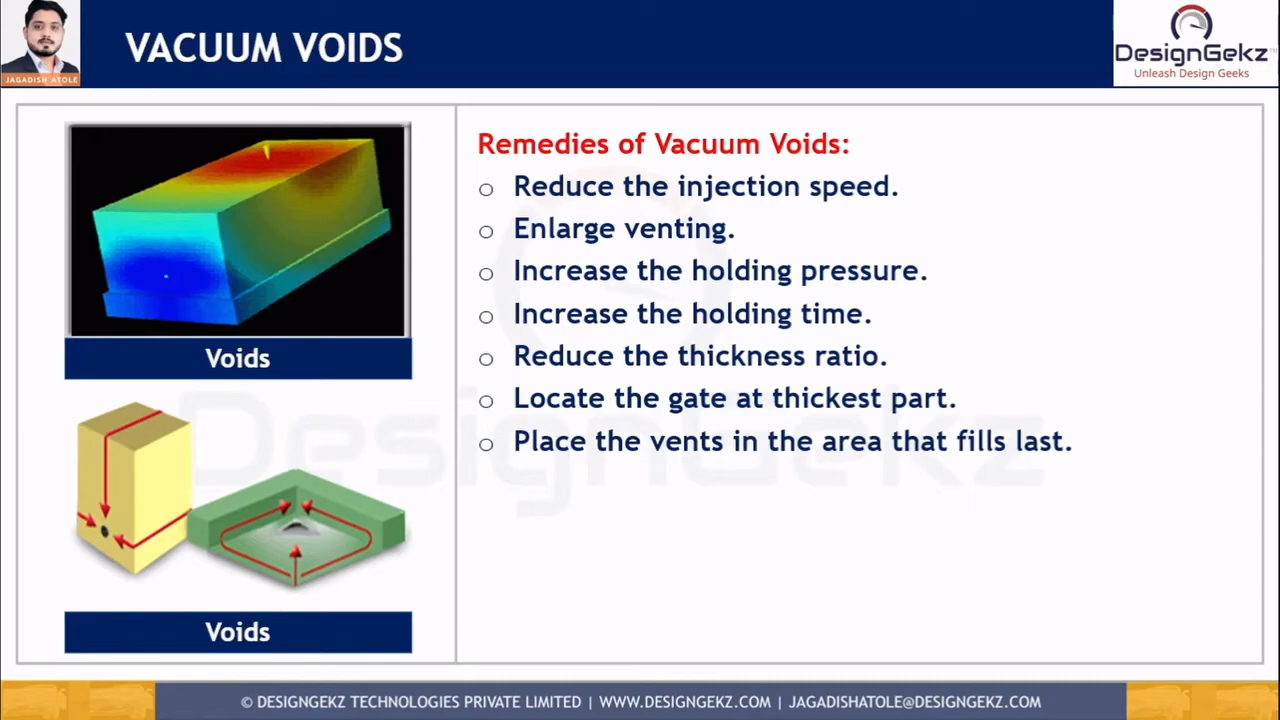 VACUUM VOIDS
JAGADISH ATOLE
DesignGekz
Unleash Design Geeks
Voids
Voids
Remedies of Vacuum Voids:
○ Reduce the injection speed.
○ Enlarge venting.
○ Increase the holding pressure.
○ Increase the holding time.
○ Reduce the thickness ratio.
○ Locate the gate at thickest part.
○ Place the vents in the area that fills last.
DesignGekz
© DESIGNGEKZ TECHNOLOGIES PRIVATE LIMITED | WWW.DESIGNGEKZ.COM | JAGADISHATOLE@DESIGNGEKZ.COM